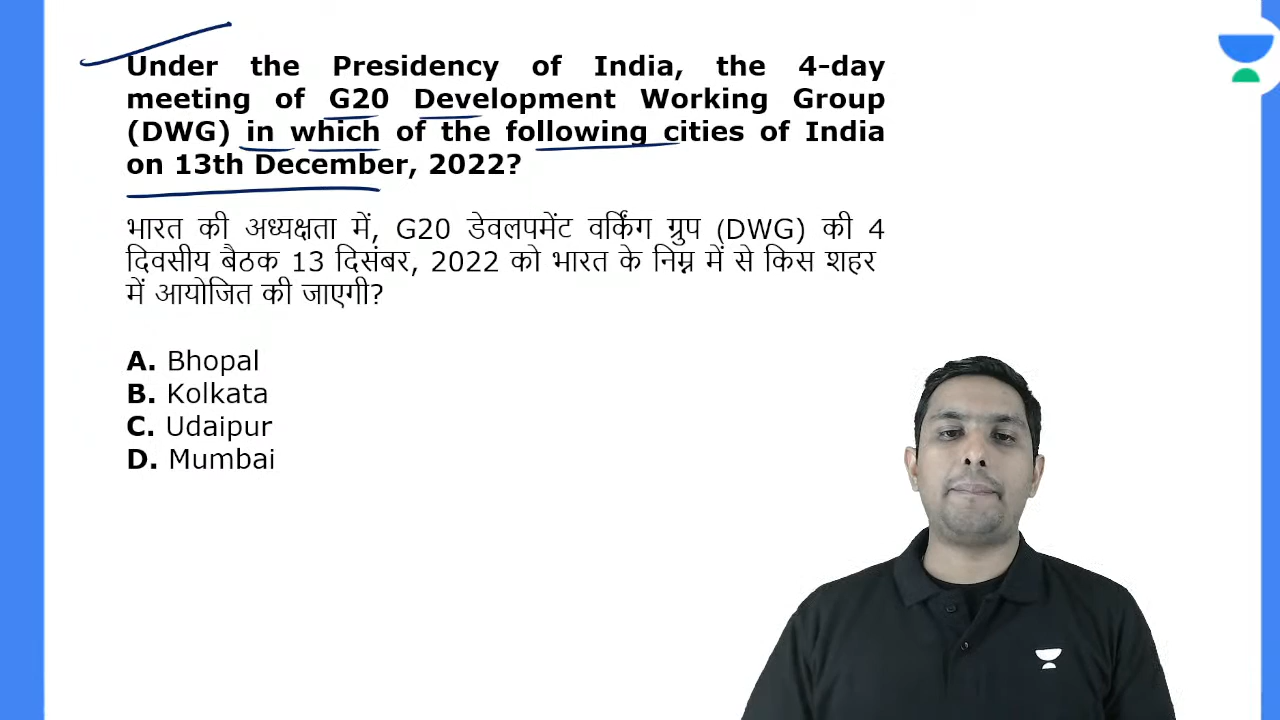 Under the Presidency of India, the 4-day
meeting of G20 Development Working Group
(DWG) in which of the following cities of India
on 13th December, 2022?
भारत की अध्यक्षता में, G20 डेवलपमेंट वर्किंग ग्रुप (DWG) की 4
दिवसीय बैठक 13 दिसंबर, 2022 को भारत के निम्न में से किस शहर
में आयोजित की जाएगी?
A. Bhopal
B. Kolkata
C. Udaipur
D. Mumbai